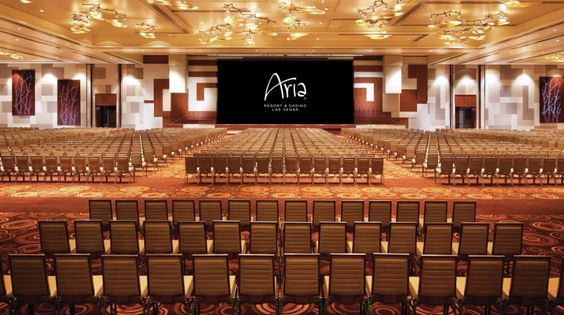 Aria
RESORT & CASINO
LAS VEGAS